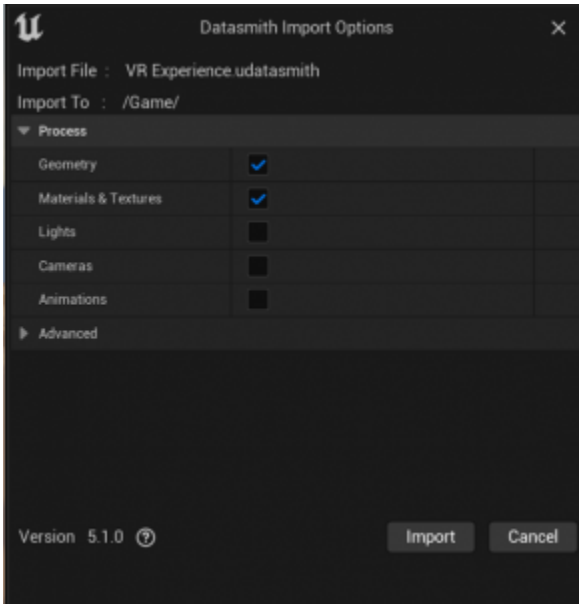 Datasmith Import Options
Import File : VR Experience.udatasmith
Import To : /Game/
Process
Geometry
Materials & Textures
Lights
Cameras
Animations
Advanced
Version 5.1.0 ? Import Cancel